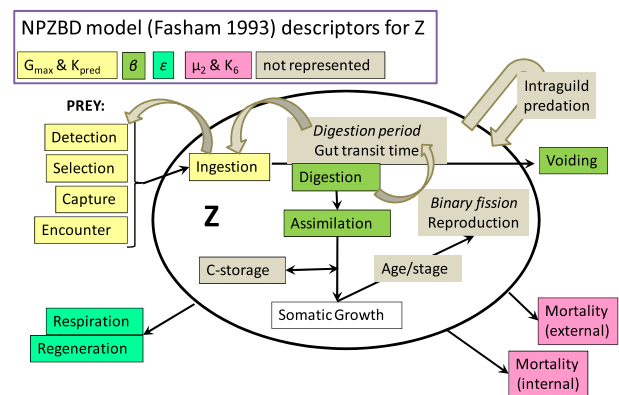 NPZBD model (Fasham 1993) descriptors for Z
Gmax & Kpred
β
ε
μ2 & K6
not represented
PREY:
Detection
Selection
Capture
Encounter
Ingestion
Digestion period
Gut transit time
Digestion
Assimilation
Z
C-storage
Somatic Growth
Age/stage
Binary fission
Reproduction
Intraguild
predation
Voiding
Respiration
Regeneration
Mortality
(external)
Mortality
(internal)